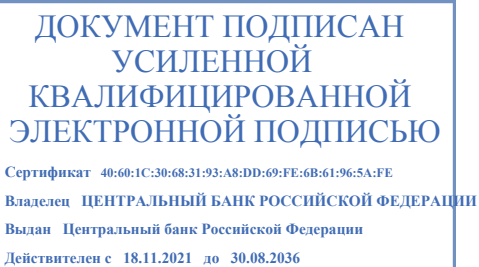 ДОКУМЕНТ ПОДПИСАН
УСИЛЕННОЙ
КВАЛИФИЦИРОВАННОЙ
ЭЛЕКТРОННОЙ ПОДПИСЬЮ
Сертификат 40:60:1C:30:68:31:93:A8:DD:69:FE:6B:61:96:5A:FE
Владелец ЦЕНТРАЛЬНЫЙ БАНК РОССИЙСКОЙ ФЕДЕРАЦИИ
Выдан Центральный банк Российской Федерации
Действителен с 18.11.2021 до 30.08.2036